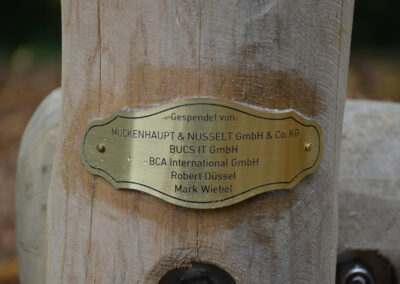 Gespendet von:
MUCKENHAUPT & NUSSELT GmbH & Co. KG
BUCS IT GmbH
BCA International GmbH
Robert Düssel
Mark Wiebel